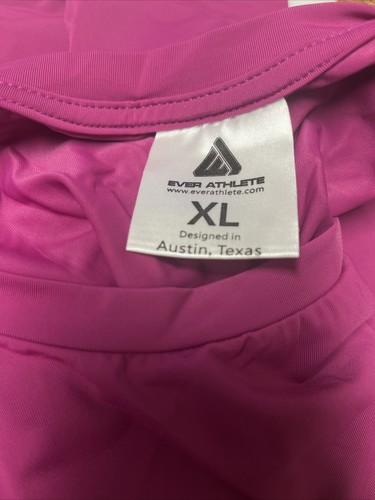 EVER ATHLETE
www.everathlete.com
XL
Designed in
Austin, Texas